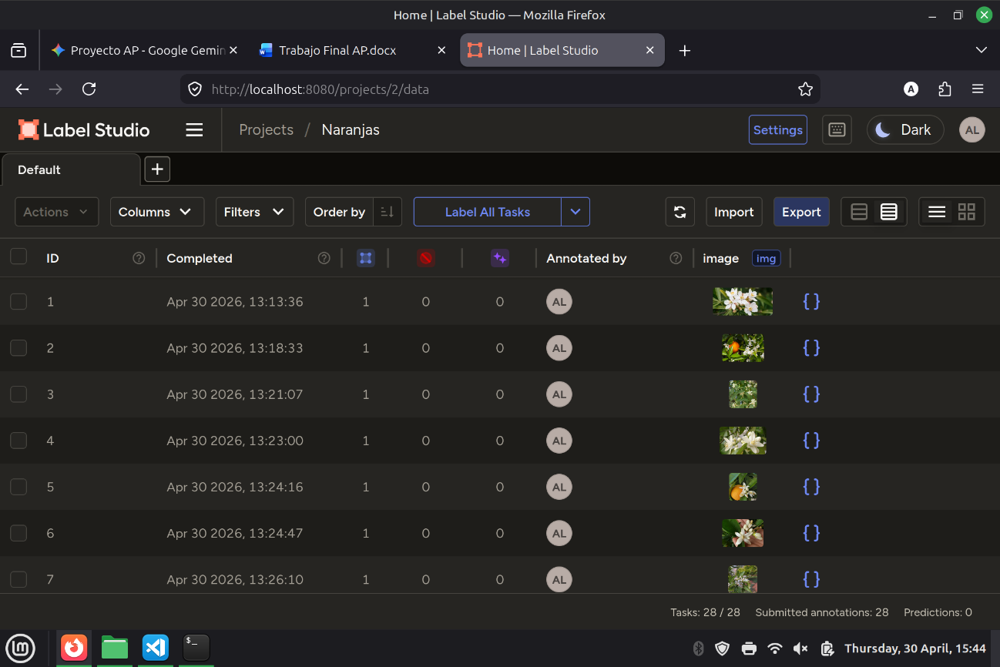 Home | Label Studio — Mozilla Firefox
Proyecto AP - Google Gemin
Trabajo Final AP.docx
Home | Label Studio
http://localhost:8080/projects/2/data
A
Label Studio
Projects / Naranjas
Settings
Dark
AL
Default
Actions
Columns
Filters
Order by
Label All Tasks
Import
Export
ID
Completed
Annotated by
image
img
1 Apr 30 2026, 13:13:36 1 0 0 AL { }
2 Apr 30 2026, 13:18:33 1 0 0 AL { }
3 Apr 30 2026, 13:21:07 1 0 0 AL { }
4 Apr 30 2026, 13:23:00 1 0 0 AL { }
5 Apr 30 2026, 13:24:16 1 0 0 AL { }
6 Apr 30 2026, 13:24:47 1 0 0 AL { }
7 Apr 30 2026, 13:26:10 1 0 0 AL { }
Tasks: 28 / 28 Submitted annotations: 28 Predictions: 0
$_
Thursday, 30 April, 15:44